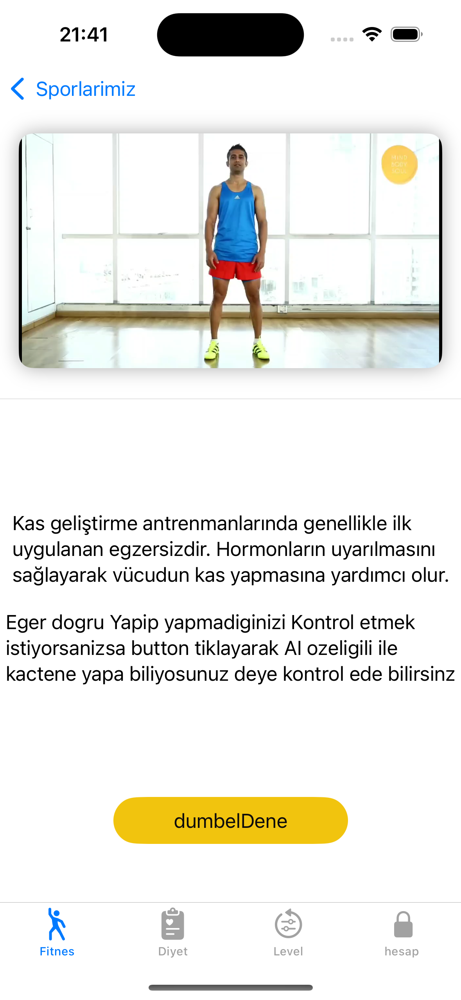 21:41
Sporlarimiz
MIND
BODY
SOUL
Kas geliştirme antrenmanlarında genellikle ilk
uygulanan egzersizdir. Hormonların uyarılmasını
sağlayarak vücudun kas yapmasına yardımcı olur.
Eger dogru Yapip yapmadiginizi Kontrol etmek
istiyorsanizsa button tiklayarak AI ozeligili ile
kactene yapa biliyosunuz deye kontrol ede bilirsinz
dumbelDene
Fitnes
Diyet
Level
hesap